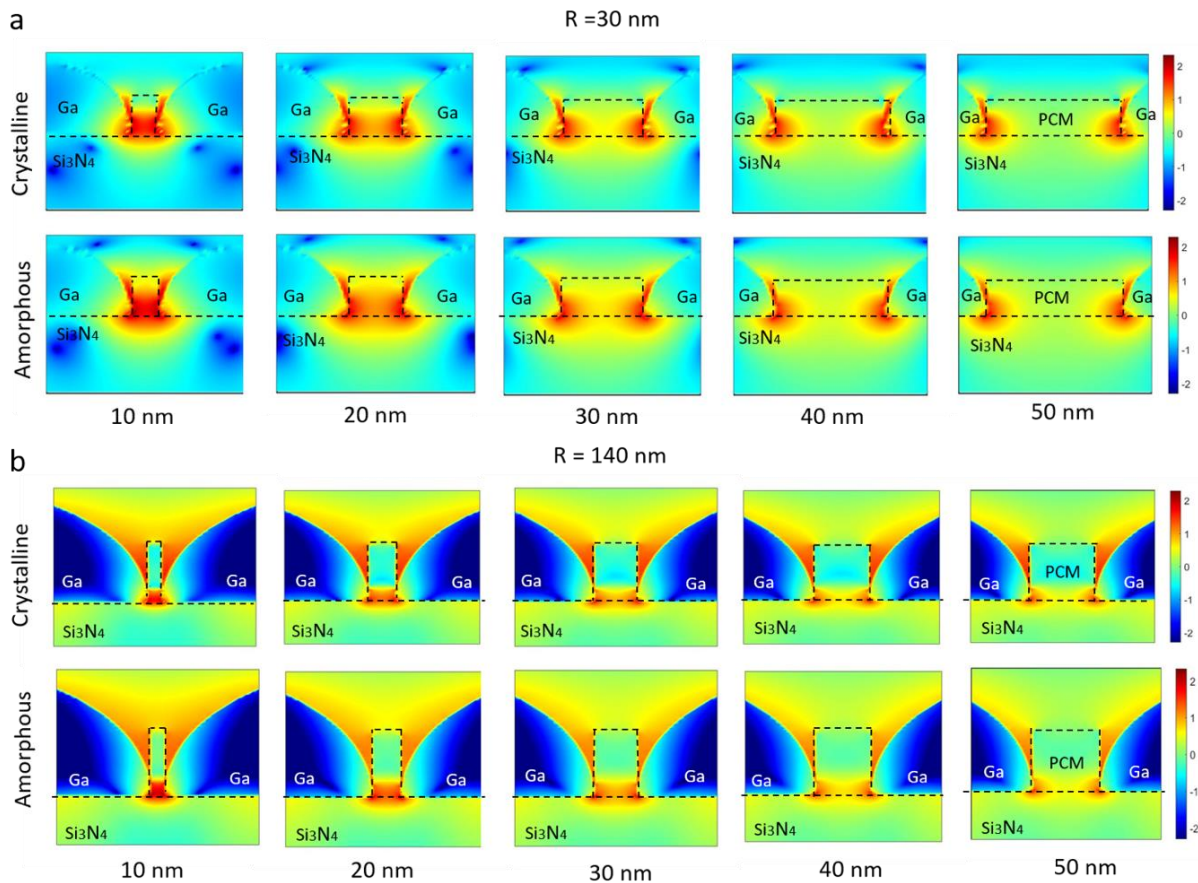 a
R =30 nm
Crystalline
Ga Ga Ga Ga Ga Ga Ga Ga Ga PCM Ga
Si₃N₄ Si₃N₄ Si₃N₄ Si₃N₄ Si₃N₄
2
1
0
-1
-2
Amorphous
Ga Ga Ga Ga Ga Ga Ga Ga Ga PCM Ga
Si₃N₄ Si₃N₄ Si₃N₄ Si₃N₄ Si₃N₄
2
1
0
-1
-2
10 nm 20 nm 30 nm 40 nm 50 nm
b
R = 140 nm
Crystalline
PCM
Ga Ga Ga Ga Ga Ga Ga Ga Ga Ga
Si₃N₄ Si₃N₄ Si₃N₄ Si₃N₄ Si₃N₄
2
1
0
-1
-2
Amorphous
PCM
Ga Ga Ga Ga Ga Ga Ga Ga Ga Ga
Si₃N₄ Si₃N₄ Si₃N₄ Si₃N₄ Si₃N₄
2
1
0
-1
-2
10 nm 20 nm 30 nm 40 nm 50 nm